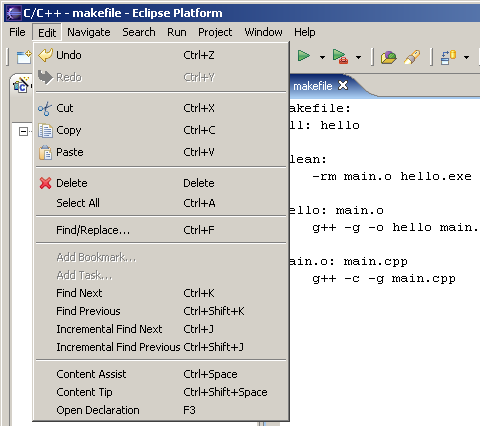 C/C++ - makefile - Eclipse Platform
File Edit Navigate Search Run Project Window Help
Undo Ctrl+Z
Redo Ctrl+Y
Cut Ctrl+X
Copy Ctrl+C
Paste Ctrl+V
Delete Delete
Select All Ctrl+A
Find/Replace... Ctrl+F
Add Bookmark...
Add Task...
Find Next Ctrl+K
Find Previous Ctrl+Shift+K
Incremental Find Next Ctrl+J
Incremental Find Previous Ctrl+Shift+J
Content Assist Ctrl+Space
Content Tip Ctrl+Shift+Space
Open Declaration F3
makefile
akefile:
ll: hello
lean:
-rm main.o hello.exe
ello: main.o
g++ -g -o hello main.
ain.o: main.cpp
g++ -c -g main.cpp